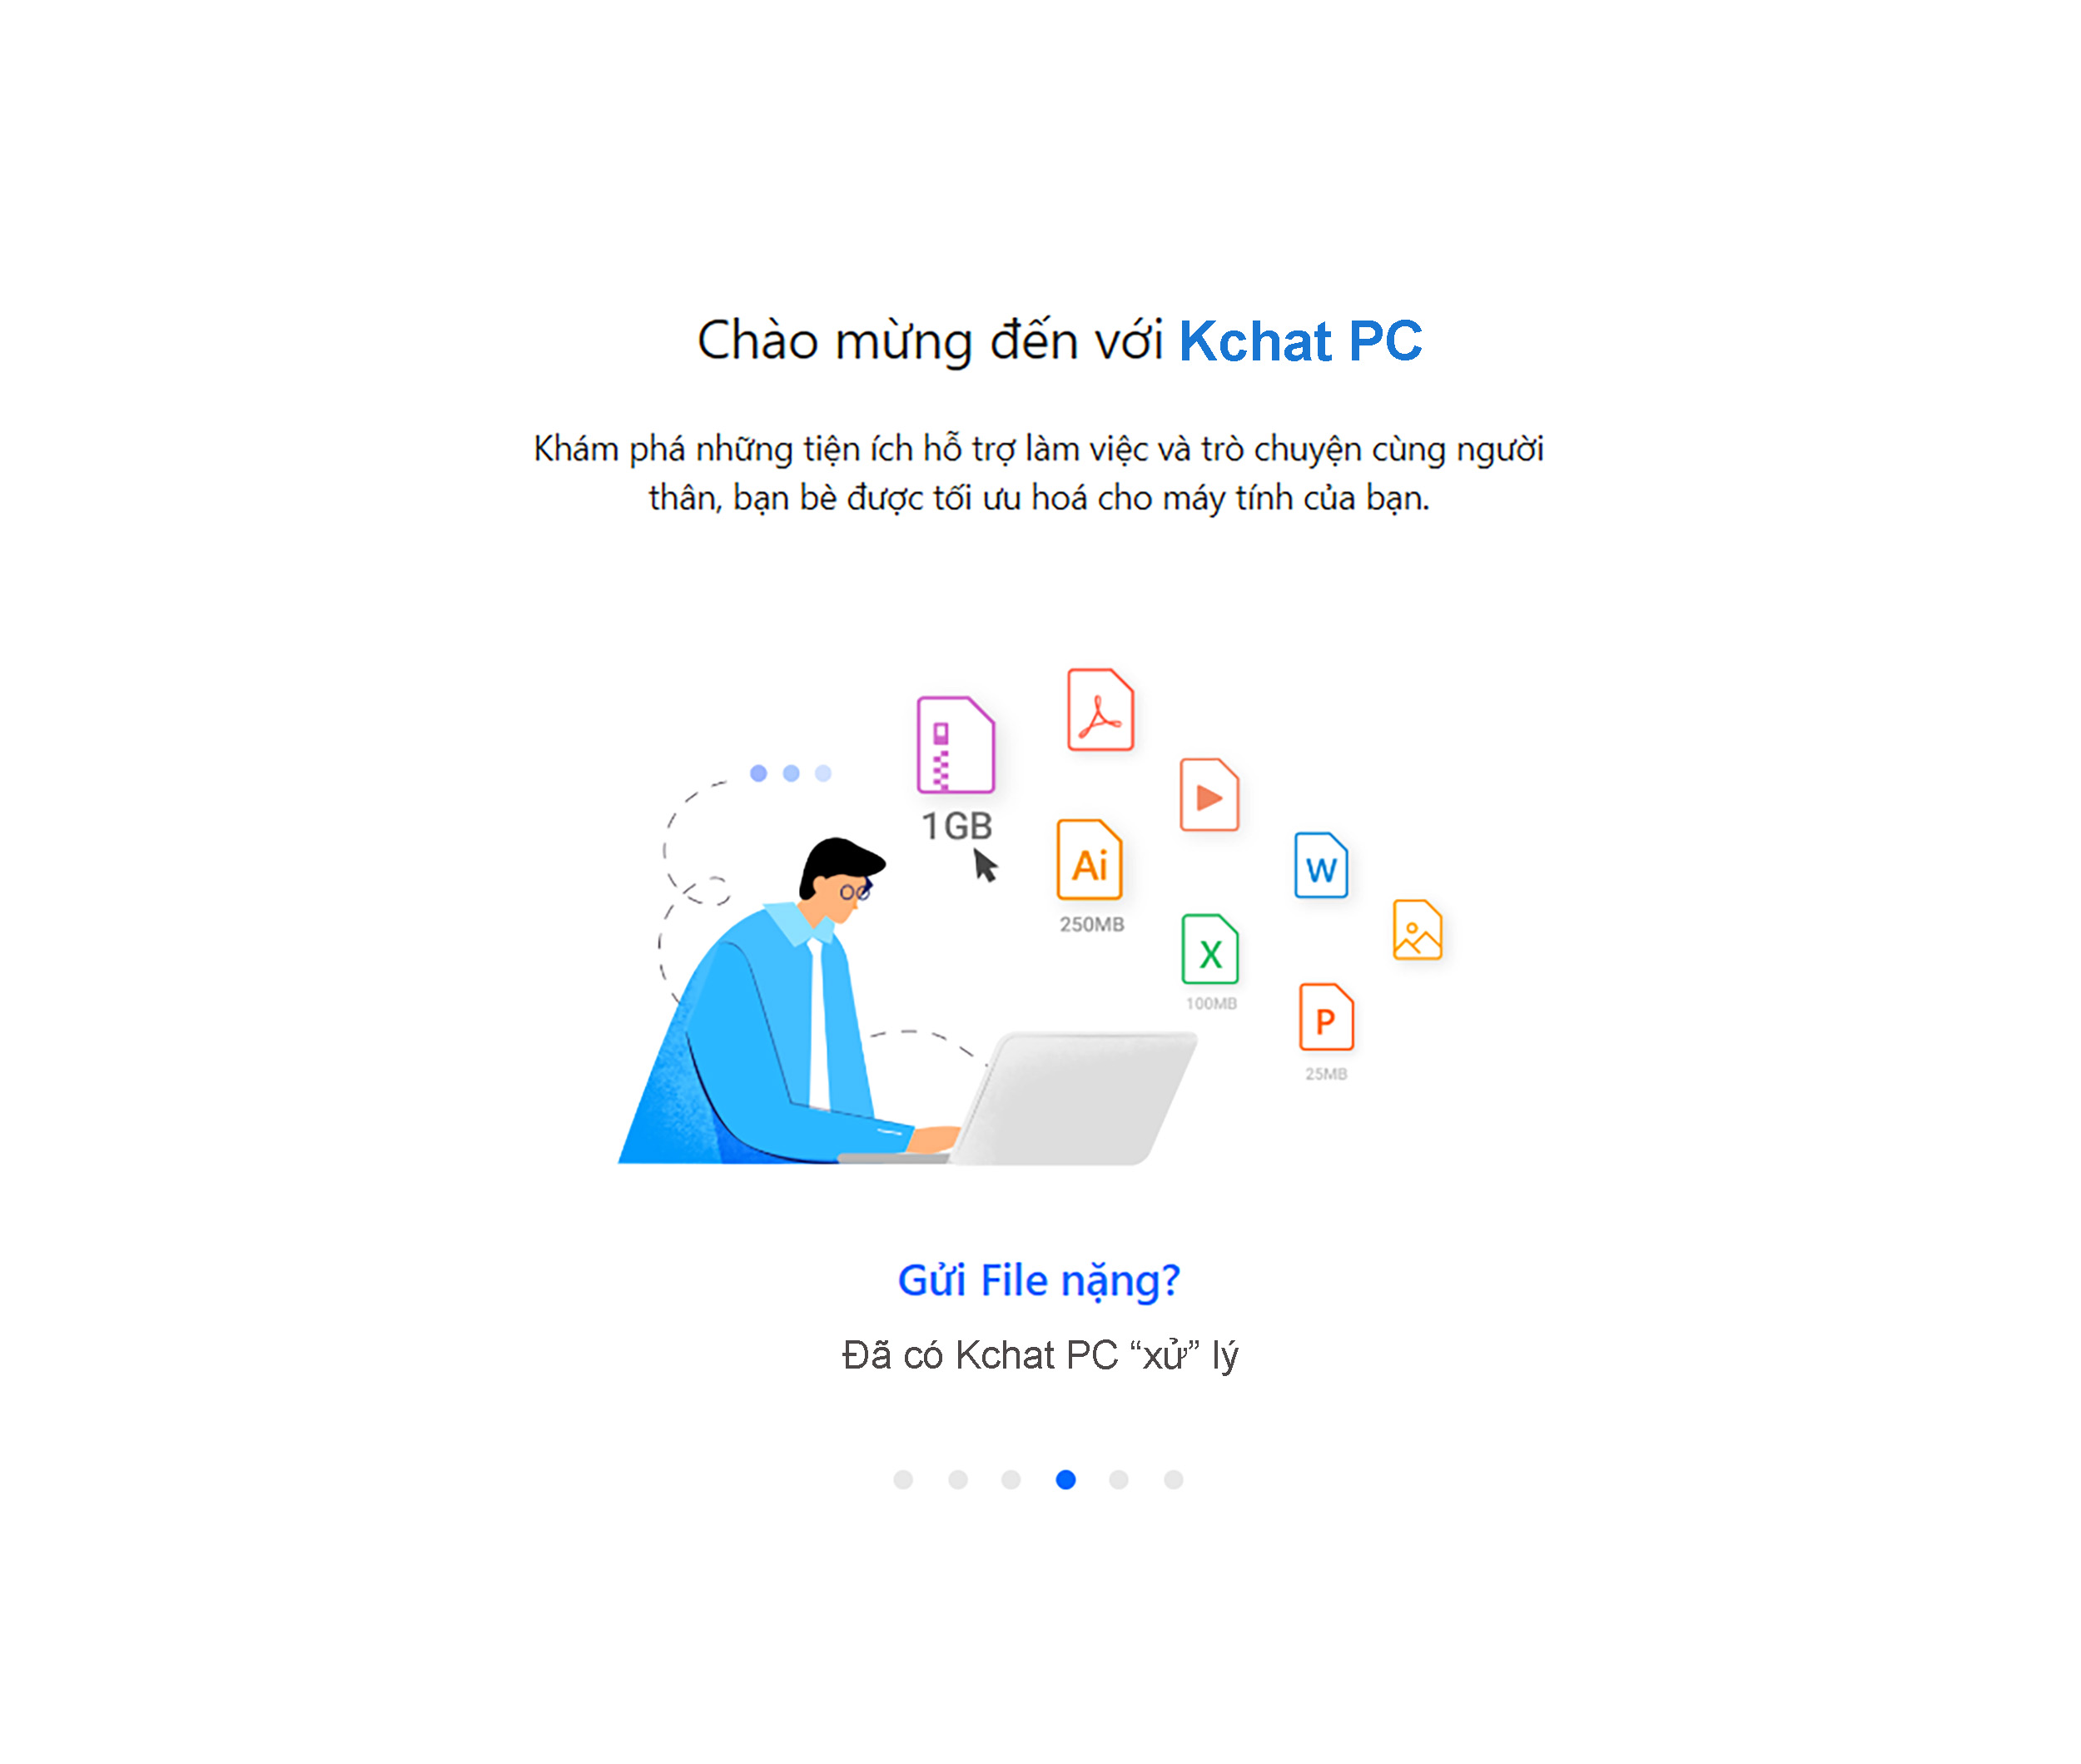 Chào mừng đến với Kchat PC
Khám phá những tiện ích hỗ trợ làm việc và trò chuyện cùng người
thân, bạn bè được tối ưu hoá cho máy tính của bạn.
1GB
Ai
250MB
W
X
100MB
P
25MB
Gửi File nặng?
Đã có Kchat PC “xử” lý